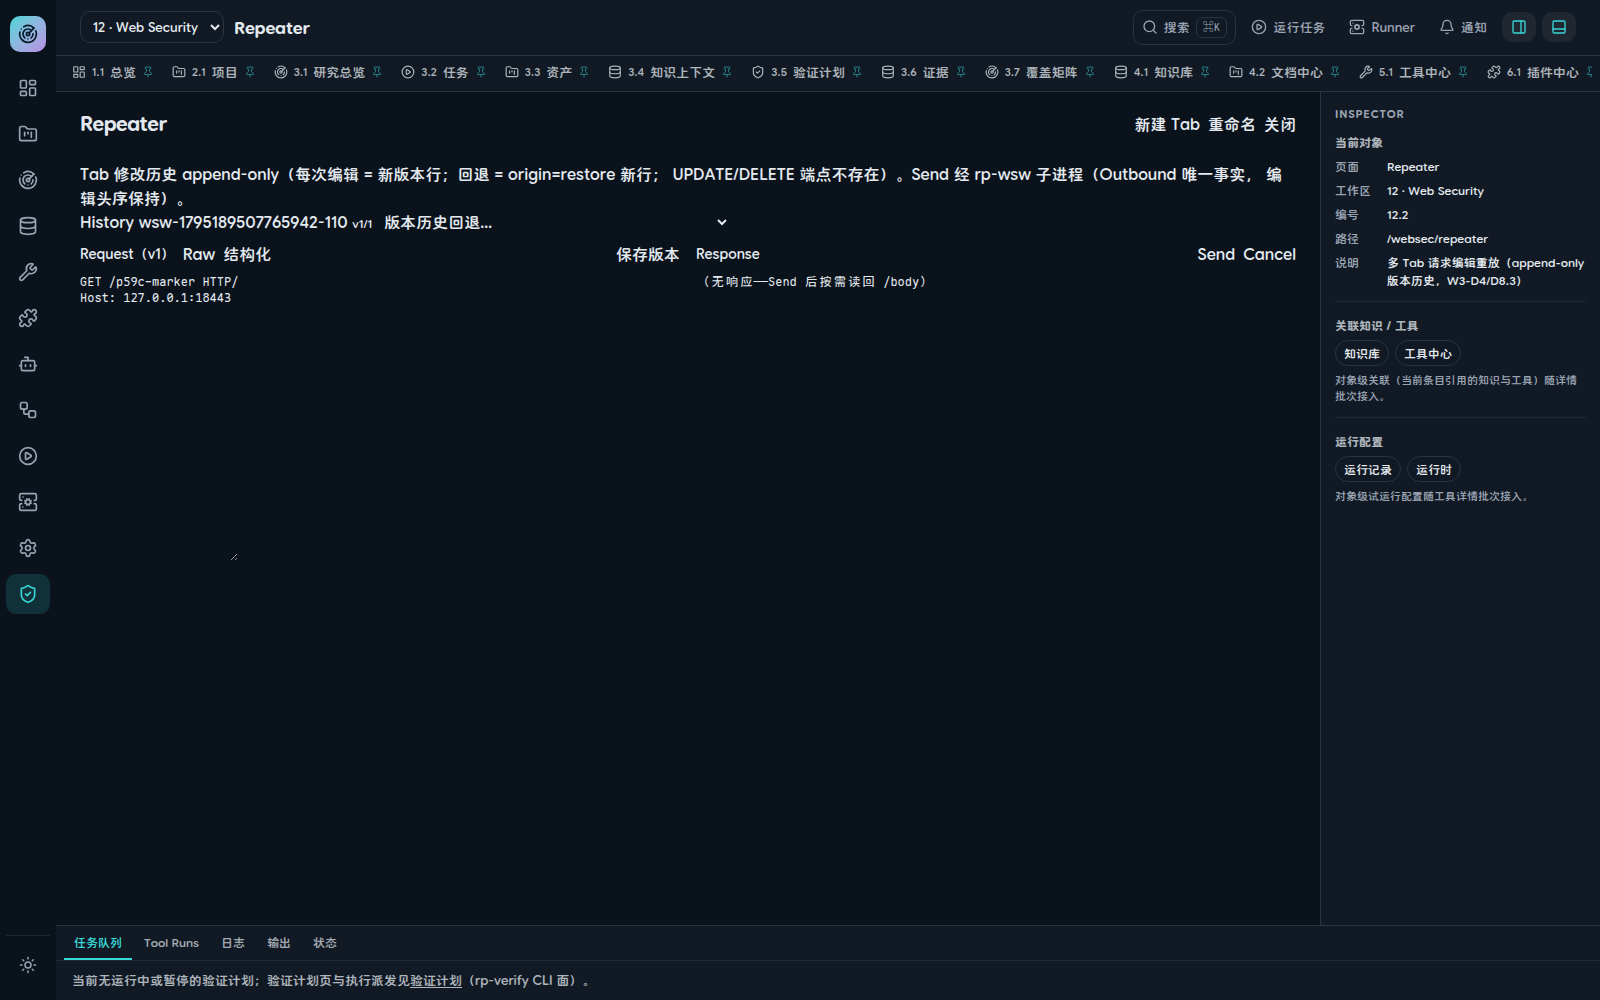 12 · Web Security
Repeater
搜索 ⌘K
运行任务
Runner
通知
1.1 总览
2.1 项目
3.1 研究总览
3.2 任务
3.3 资产
3.4 知识上下文
3.5 验证计划
3.6 证据
3.7 覆盖矩阵
4.1 知识库
4.2 文档中心
5.1 工具中心
6.1 插件中心
Repeater
新建 Tab 重命名 关闭
Tab 修改历史 append-only（每次编辑 = 新版本行；回退 = origin=restore 新行； UPDATE/DELETE 端点不存在）。Send 经 rp-wsw 子进程（Outbound 唯一事实， 编
辑头序保持）。
History wsw-1795189507765942-110 v1/1 版本历史回退...
Request（v1） Raw 结构化 保存版本
GET /p59c-marker HTTP/
Host: 127.0.0.1:18443
Response Send Cancel
（无响应——Send 后按需读回 /body）
INSPECTOR
当前对象
页面 Repeater
工作区 12 · Web Security
编号 12.2
路径 /websec/repeater
说明 多 Tab 请求编辑重放（append-only
版本历史，W3-D4/D8.3）
关联知识 / 工具
知识库 工具中心
对象级关联（当前条目引用的知识与工具）随详情
批次接入。
运行配置
运行记录 运行时
对象级试运行配置随工具详情批次接入。
任务队列 Tool Runs 日志 输出 状态
当前无运行中或暂停的验证计划；验证计划页与执行派发见验证计划（rp-verify CLI 面）。